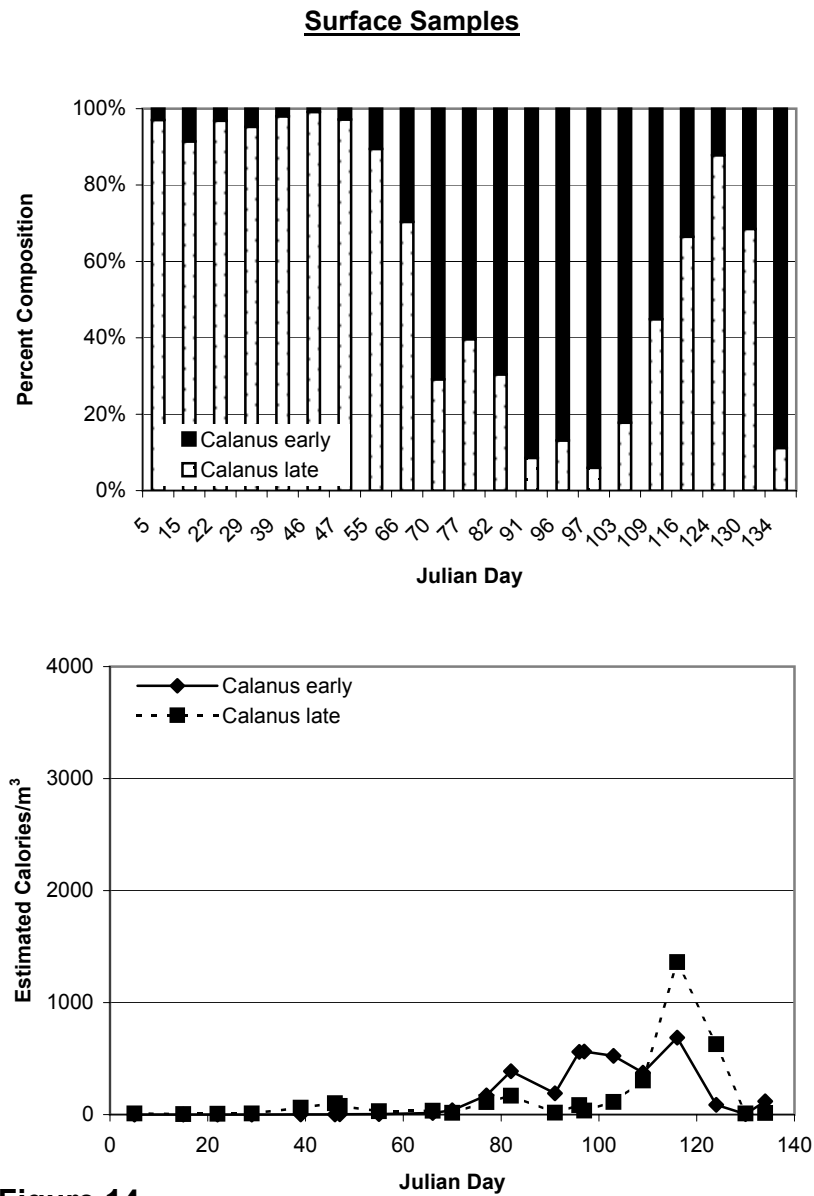 Surface Samples
100%
80%
60%
40%
20%
0%
Percent Composition
Calanus early
Calanus late
5 15 22 29 39 46 47 55 66 70 77 82 91 96 97 103 109 116 124 130 134
Julian Day
4000
3000
2000
1000
0
Estimated Calories/m³
Calanus early
Calanus late
0 20 40 60 80 100 120 140
Julian Day
Figure 14